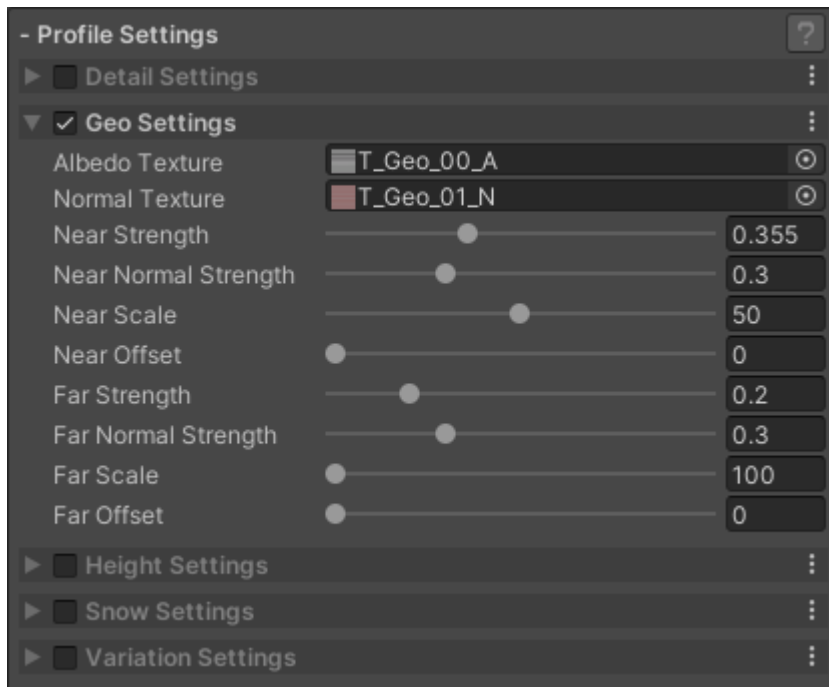 - Profile Settings ?
Detail Settings
Geo Settings
Albedo Texture T_Geo_00_A
Normal Texture T_Geo_01_N
Near Strength 0.355
Near Normal Strength 0.3
Near Scale 50
Near Offset 0
Far Strength 0.2
Far Normal Strength 0.3
Far Scale 100
Far Offset 0
Height Settings
Snow Settings
Variation Settings